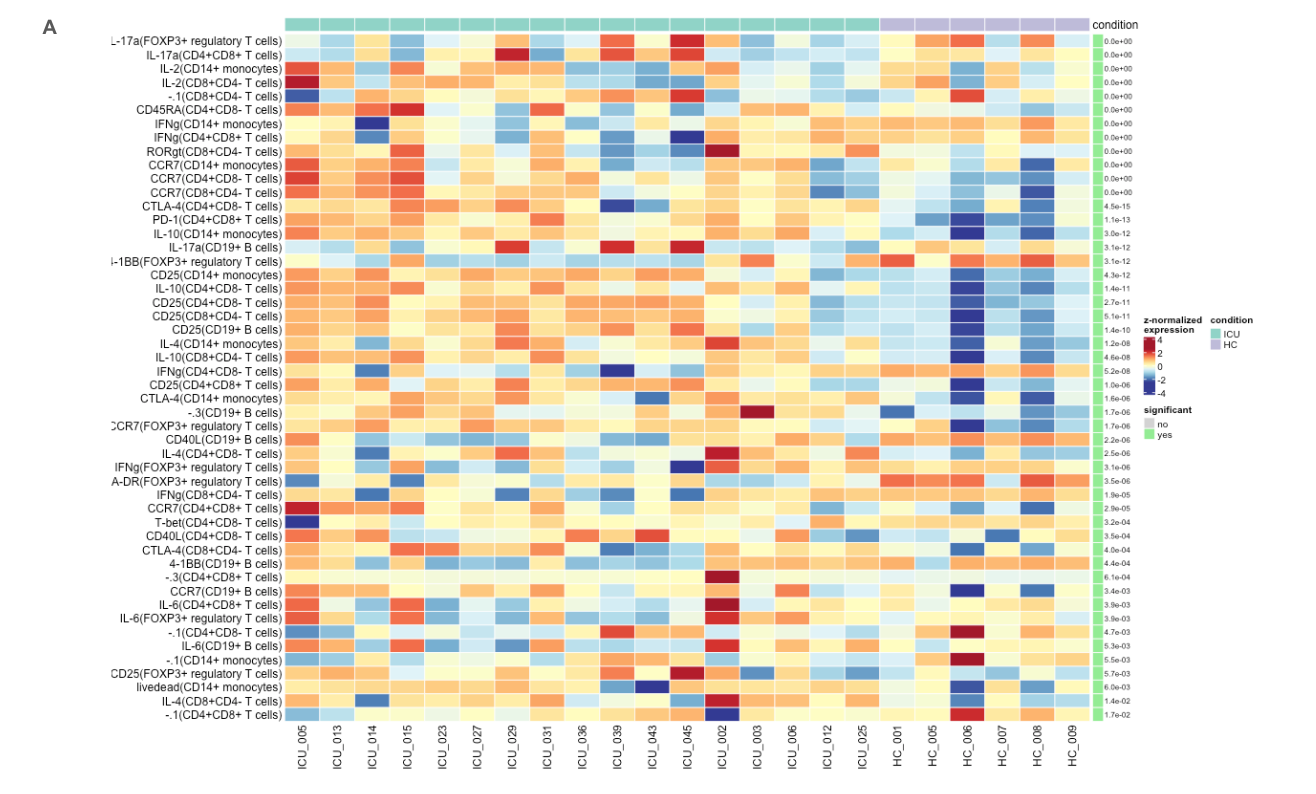 A
condition
L-17a(FOXP3+ regulatory T cells)
0.0e+00
IL-17a(CD4+CD8+ T cells)
0.0e+00
IL-2(CD14+ monocytes)
0.0e+00
IL-2(CD8+CD4- T cells)
0.0e+00
-.1(CD8+CD4- T cells)
0.0e+00
CD45RA(CD4+CD8- T cells)
0.0e+00
IFNg(CD14+ monocytes)
0.0e+00
IFNg(CD4+CD8+ T cells)
0.0e+00
RORgt(CD8+CD4- T cells)
0.0e+00
CCR7(CD14+ monocytes)
0.0e+00
CCR7(CD4+CD8- T cells)
0.0e+00
CCR7(CD8+CD4- T cells)
0.0e+00
CTLA-4(CD4+CD8- T cells)
4.5e-15
PD-1(CD4+CD8+ T cells)
1.1e-13
IL-10(CD14+ monocytes)
3.0e-12
IL-17a(CD19+ B cells)
3.1e-12
-1BB(FOXP3+ regulatory T cells)
3.1e-12
CD25(CD14+ monocytes)
4.3e-12
IL-10(CD4+CD8- T cells)
1.4e-11
CD25(CD4+CD8- T cells)
2.7e-11
CD25(CD8+CD4- T cells)
5.1e-11
CD25(CD19+ B cells)
1.4e-10
IL-4(CD14+ monocytes)
1.2e-08
IL-10(CD8+CD4- T cells)
4.6e-08
IFNg(CD4+CD8- T cells)
5.2e-08
CD25(CD4+CD8+ T cells)
1.0e-06
CTLA-4(CD14+ monocytes)
1.6e-06
-.3(CD19+ B cells)
1.7e-06
CCR7(FOXP3+ regulatory T cells)
1.7e-06
CD40L(CD19+ B cells)
2.2e-06
IL-4(CD4+CD8- T cells)
2.5e-06
IFNg(FOXP3+ regulatory T cells)
3.1e-06
A-DR(FOXP3+ regulatory T cells)
3.5e-06
IFNg(CD8+CD4- T cells)
1.9e-05
CCR7(CD4+CD8+ T cells)
2.9e-05
T-bet(CD4+CD8- T cells)
3.2e-04
CD40L(CD4+CD8- T cells)
3.5e-04
CTLA-4(CD8+CD4- T cells)
4.0e-04
4-1BB(CD19+ B cells)
4.4e-04
-.3(CD4+CD8+ T cells)
6.1e-04
CCR7(CD19+ B cells)
3.4e-03
IL-6(CD4+CD8+ T cells)
3.9e-03
IL-6(FOXP3+ regulatory T cells)
3.9e-03
-.1(CD4+CD8- T cells)
4.7e-03
IL-6(CD19+ B cells)
5.3e-03
-.1(CD14+ monocytes)
5.5e-03
CD25(FOXP3+ regulatory T cells)
5.7e-03
livedead(CD14+ monocytes)
6.0e-03
IL-4(CD8+CD4- T cells)
1.4e-02
-.1(CD4+CD8+ T cells)
1.7e-02
ICU_005
ICU_013
ICU_014
ICU_015
ICU_023
ICU_027
ICU_029
ICU_031
ICU_036
ICU_039
ICU_043
ICU_045
ICU_002
ICU_003
ICU_006
ICU_012
ICU_025
HC_001
HC_005
HC_006
HC_007
HC_008
HC_009
z-normalized
expression
4
2
0
-2
-4
condition
ICU
HC
significant
no
yes